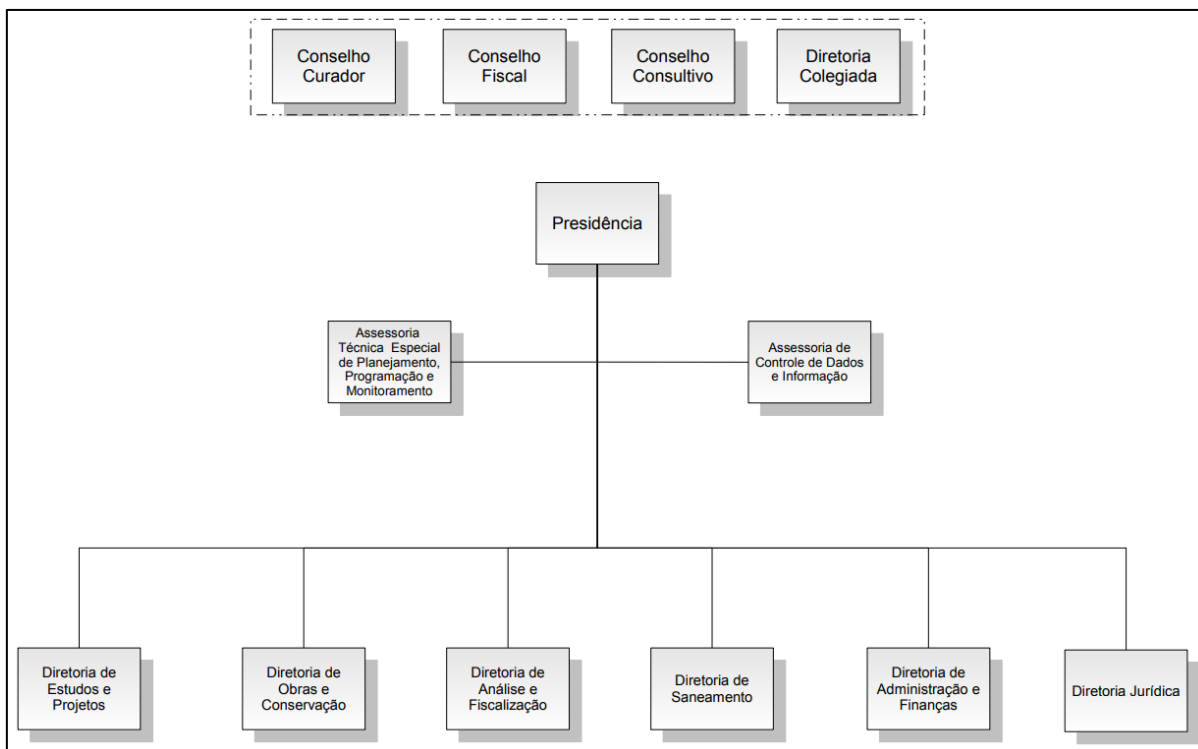 Conselho
Curador
Conselho
Fiscal
Conselho
Consultivo
Diretoria
Colegiada
Presidência
Assessoria
Técnica Especial
de Planejamento,
Programação e
Monitoramento
Assessoria de
Controle de Dados
e Informação
Diretoria de
Estudos e
Projetos
Diretoria de
Obras e
Conservação
Diretoria de
Análise e
Fiscalização
Diretoria de
Saneamento
Diretoria de
Administração e
Finanças
Diretoria Jurídica